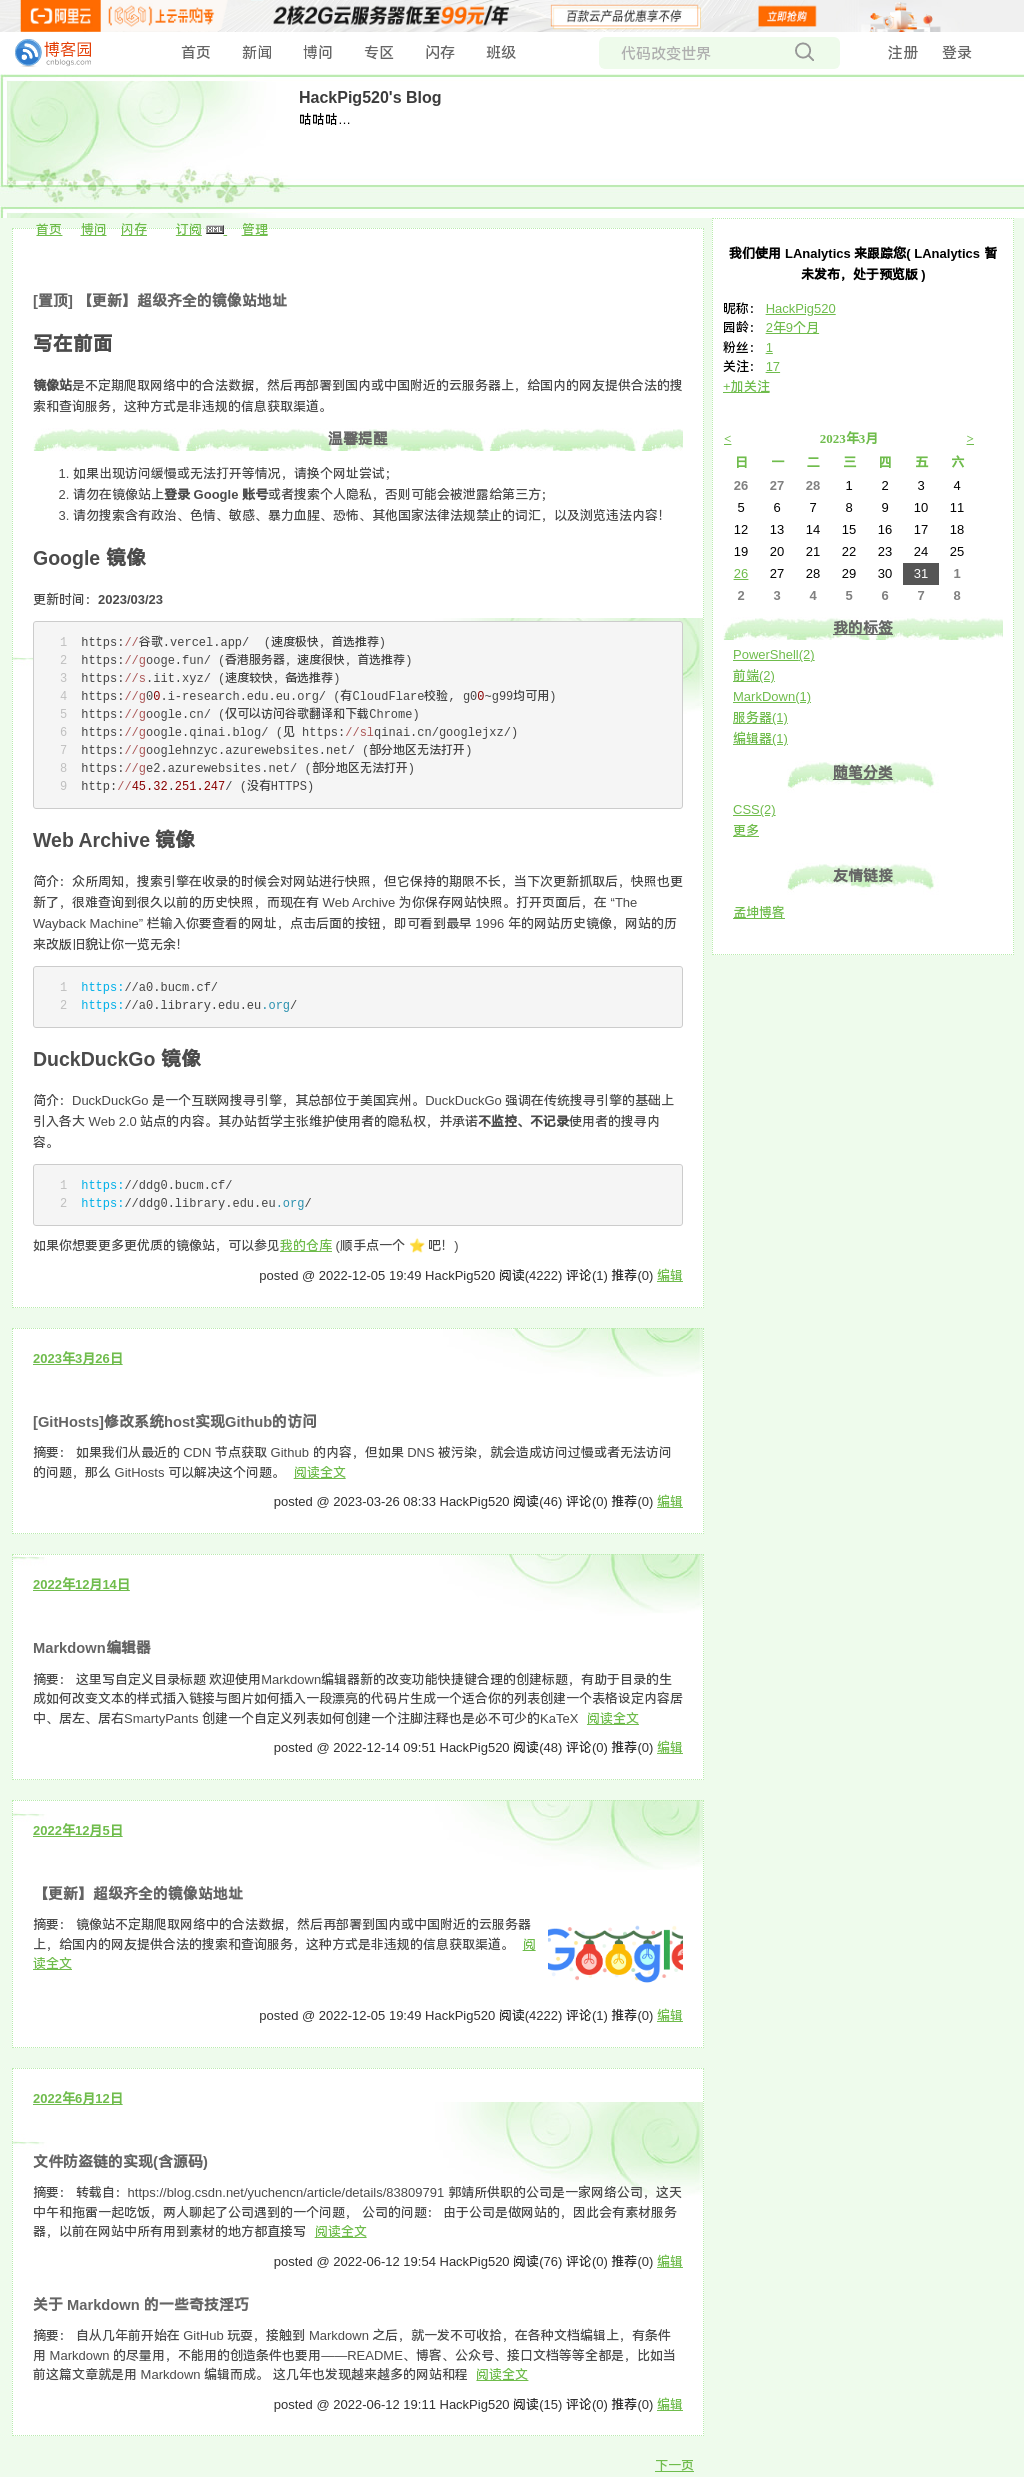 阿里云
上云采购季
2核2G云服务器低至99元/年
百款云产品优惠享不停
立即抢购
博客园
cnblogs.com
首页 新闻 博问 专区 闪存 班级
代码改变世界
注册 登录
HackPig520's Blog
咕咕咕…
首页 博问 闪存 订阅 XML 管理
[置顶] 【更新】超级齐全的镜像站地址
写在前面
镜像站是不定期爬取网络中的合法数据，然后再部署到国内或中国附近的云服务器上，给国内的网友提供合法的搜
索和查询服务，这种方式是非违规的信息获取渠道。
温馨提醒
1. 如果出现访问缓慢或无法打开等情况，请换个网址尝试；
2. 请勿在镜像站上登录 Google 账号或者搜索个人隐私，否则可能会被泄露给第三方；
3. 请勿搜索含有政治、色情、敏感、暴力血腥、恐怖、其他国家法律法规禁止的词汇，以及浏览违法内容！
Google 镜像
更新时间：2023/03/23
1 https://谷歌.vercel.app/ (速度极快，首选推荐)
2 https://googe.fun/ (香港服务器，速度很快，首选推荐)
3 https://s.iit.xyz/ (速度较快，备选推荐)
4 https://g00.i-research.edu.eu.org/ (有CloudFlare校验, g00~g99均可用)
5 https://google.cn/ (仅可以访问谷歌翻译和下载Chrome)
6 https://google.qinai.blog/ (见 https://slqinai.cn/googlejxz/)
7 https://googlehnzyc.azurewebsites.net/ (部分地区无法打开)
8 https://ge2.azurewebsites.net/ (部分地区无法打开)
9 http://45.32.251.247/ (没有HTTPS)
Web Archive 镜像
简介：众所周知，搜索引擎在收录的时候会对网站进行快照，但它保持的期限不长，当下次更新抓取后，快照也更
新了，很难查询到很久以前的历史快照，而现在有 Web Archive 为你保存网站快照。打开页面后，在 “The
Wayback Machine” 栏输入你要查看的网址，点击后面的按钮，即可看到最早 1996 年的网站历史镜像，网站的历
来改版旧貌让你一览无余！
1 https://a0.bucm.cf/
2 https://a0.library.edu.eu.org/
DuckDuckGo 镜像
简介：DuckDuckGo 是一个互联网搜寻引擎，其总部位于美国宾州。DuckDuckGo 强调在传统搜寻引擎的基础上
引入各大 Web 2.0 站点的内容。其办站哲学主张维护使用者的隐私权，并承诺不监控、不记录使用者的搜寻内
容。
1 https://ddg0.bucm.cf/
2 https://ddg0.library.edu.eu.org/
如果你想要更多更优质的镜像站，可以参见我的仓库 (顺手点一个 ⭐ 吧！)
posted @ 2022-12-05 19:49 HackPig520 阅读(4222) 评论(1) 推荐(0) 编辑
2023年3月26日
[GitHosts]修改系统host实现Github的访问
摘要： 如果我们从最近的 CDN 节点获取 Github 的内容，但如果 DNS 被污染，就会造成访问过慢或者无法访问
的问题，那么 GitHosts 可以解决这个问题。 阅读全文
posted @ 2023-03-26 08:33 HackPig520 阅读(46) 评论(0) 推荐(0) 编辑
2022年12月14日
Markdown编辑器
摘要： 这里写自定义目录标题 欢迎使用Markdown编辑器新的改变功能快捷键合理的创建标题，有助于目录的生
成如何改变文本的样式插入链接与图片如何插入一段漂亮的代码片生成一个适合你的列表创建一个表格设定内容居
中、居左、居右SmartyPants 创建一个自定义列表如何创建一个注脚注释也是必不可少的KaTeX 阅读全文
posted @ 2022-12-14 09:51 HackPig520 阅读(48) 评论(0) 推荐(0) 编辑
2022年12月5日
【更新】超级齐全的镜像站地址
摘要： 镜像站不定期爬取网络中的合法数据，然后再部署到国内或中国附近的云服务器
上，给国内的网友提供合法的搜索和查询服务，这种方式是非违规的信息获取渠道。 阅
读全文
Google
posted @ 2022-12-05 19:49 HackPig520 阅读(4222) 评论(1) 推荐(0) 编辑
2022年6月12日
文件防盗链的实现(含源码)
摘要： 转载自：https://blog.csdn.net/yuchencn/article/details/83809791 郭靖所供职的公司是一家网络公司，这天
中午和拖雷一起吃饭，两人聊起了公司遇到的一个问题， 公司的问题： 由于公司是做网站的，因此会有素材服务
器，以前在网站中所有用到素材的地方都直接写 阅读全文
posted @ 2022-06-12 19:54 HackPig520 阅读(76) 评论(0) 推荐(0) 编辑
关于 Markdown 的一些奇技淫巧
摘要： 自从几年前开始在 GitHub 玩耍，接触到 Markdown 之后，就一发不可收拾，在各种文档编辑上，有条件
用 Markdown 的尽量用，不能用的创造条件也要用——README、博客、公众号、接口文档等等全都是，比如当
前这篇文章就是用 Markdown 编辑而成。 这几年也发现越来越多的网站和程 阅读全文
posted @ 2022-06-12 19:11 HackPig520 阅读(15) 评论(0) 推荐(0) 编辑
下一页
我们使用 LAnalytics 来跟踪您( LAnalytics 暂
未发布，处于预览版 )
昵称： HackPig520
园龄： 2年9个月
粉丝： 1
关注： 17
+加关注
< 2023年3月 >
日 一 二 三 四 五 六
26 27 28 1 2 3 4
5 6 7 8 9 10 11
12 13 14 15 16 17 18
19 20 21 22 23 24 25
26 27 28 29 30 31 1
2 3 4 5 6 7 8
我的标签
PowerShell(2)
前端(2)
MarkDown(1)
服务器(1)
编辑器(1)
随笔分类
CSS(2)
更多
友情链接
孟坤博客